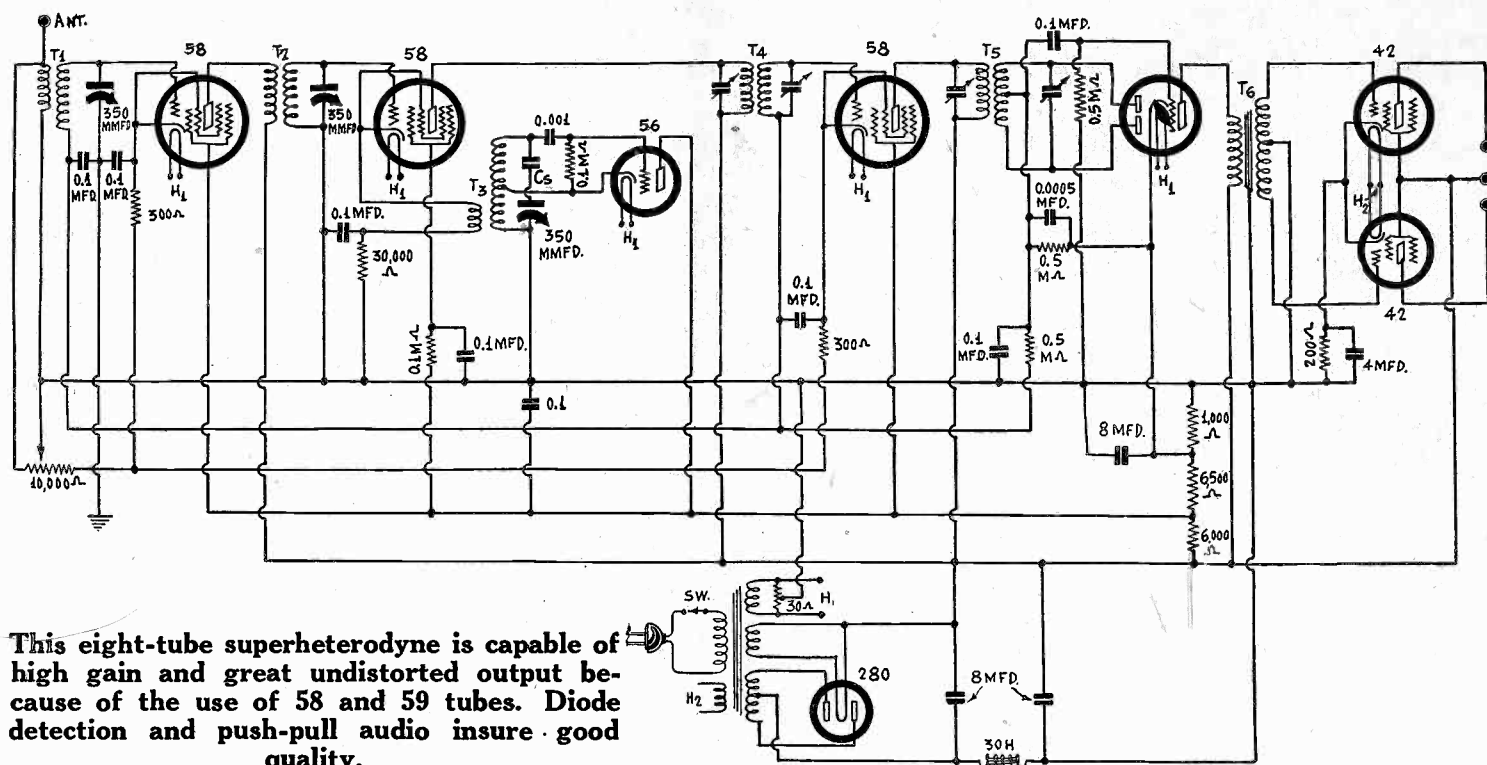 ANT.
T1
58
T2
58
T4
58
T5
0.1 MFD.
42
350
MMFD
350
MMFD
0.001
56
0.5 MΩ
T6
0.1
MFD.
0.1
MFD
H1
300Ω
H1
T3
Cs
0.1MΩ
H1
350
MMFD.
H1
0.0005
MFD.
H1
H2
0.1MFD.
30,000
Ω
0.5
MΩ
42
0.1MΩ
0.1MFD.
0.1
MFD.
300Ω
0.1
MFD.
0.5
MΩ
200Ω
4MFD.
0.1
8 MFD.
1,000
Ω
10,000Ω
6,500
Ω
6,000
Ω
SW.
30Ω
H1
H2
280
8MFD.
30H
This eight-tube superheterodyne is capable of
high gain and great undistorted output be-
cause of the use of 58 and 59 tubes. Diode
detection and push-pull audio insure good
quality.